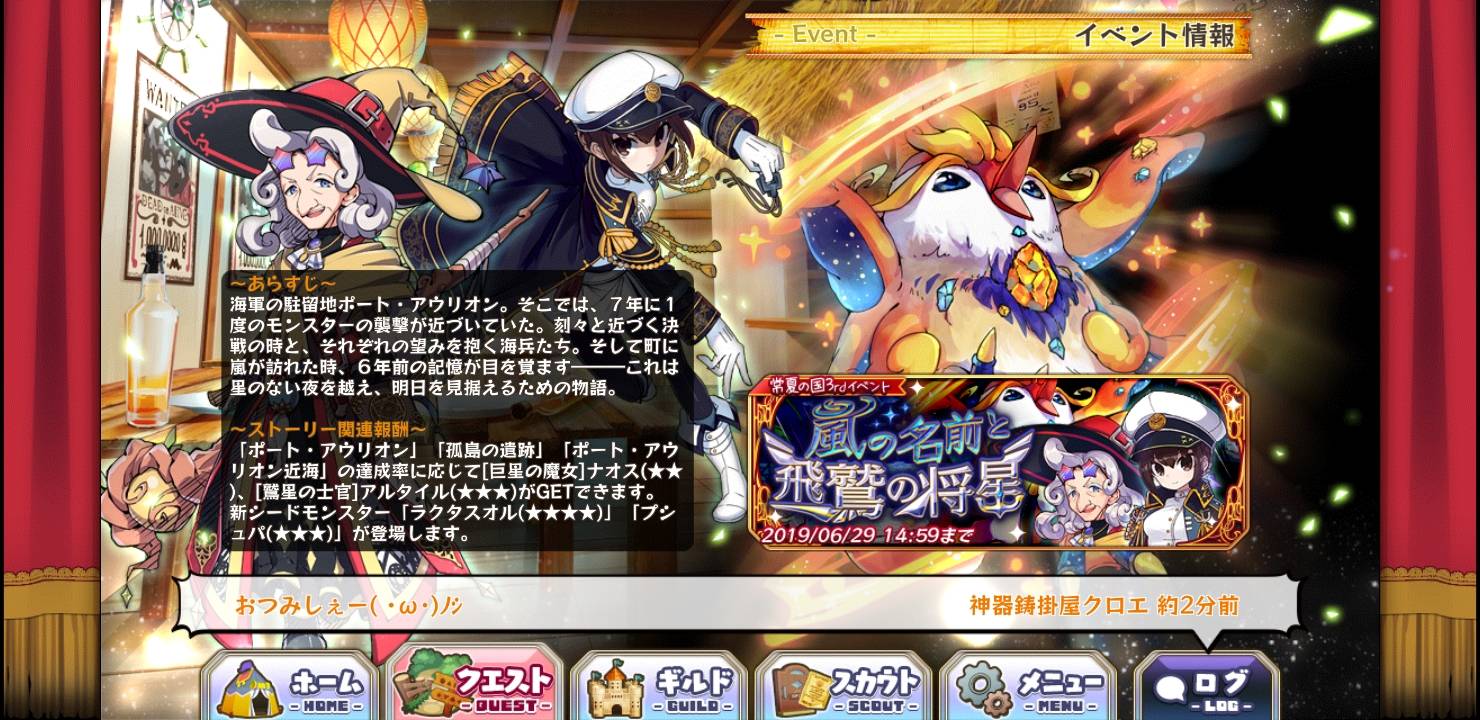 - Event -
イベント情報
WANTED
DEAD or ALIVE
～あらすじ～
海軍の駐留地ポート・アウリオン。そこでは、７年に１
度のモンスターの襲撃が近づいていた。刻々と近づく決
戦の時と、それぞれの望みを抱く海兵たち。そして町に
嵐が訪れた時、６年前の記憶が目を覚ます―――これは
星のない夜を越え、明日を見据えるための物語。
～ストーリー関連報酬～
「ポート・アウリオン」「孤島の遺跡」「ポート・アウ
リオン近海」の達成率に応じて[巨星の魔女]ナオス(★★
)、[鷲星の士官]アルタイル(★★★)がGETできます。
新シードモンスター「ラクタスオル(★★★★)」「プシ
ュパ(★★★)」が登場します。
常夏の国3rdイベント
嵐の名前と
飛鷲の将星
2019/06/29 14:59まで
おつみしぇー( ･ω･)ﾉｼ
神器鋳掛屋クロエ 約2分前
ホーム
- HOME -
クエスト
- QUEST -
ギルド
- GUILD -
スカウト
- SCOUT -
メニュー
- MENU -
ログ
- LOG -